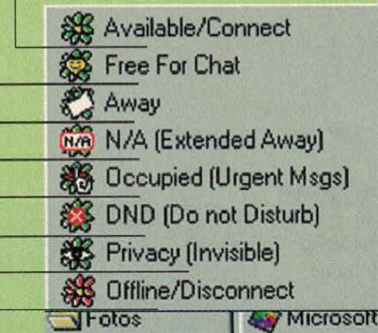 Available/Connect
Free For Chat
Away
N/A (Extended Away)
Occupied (Urgent Msgs)
DND (Do not Disturb)
Privacy (Invisible)
Offline/Disconnect
Fotos Microsoft